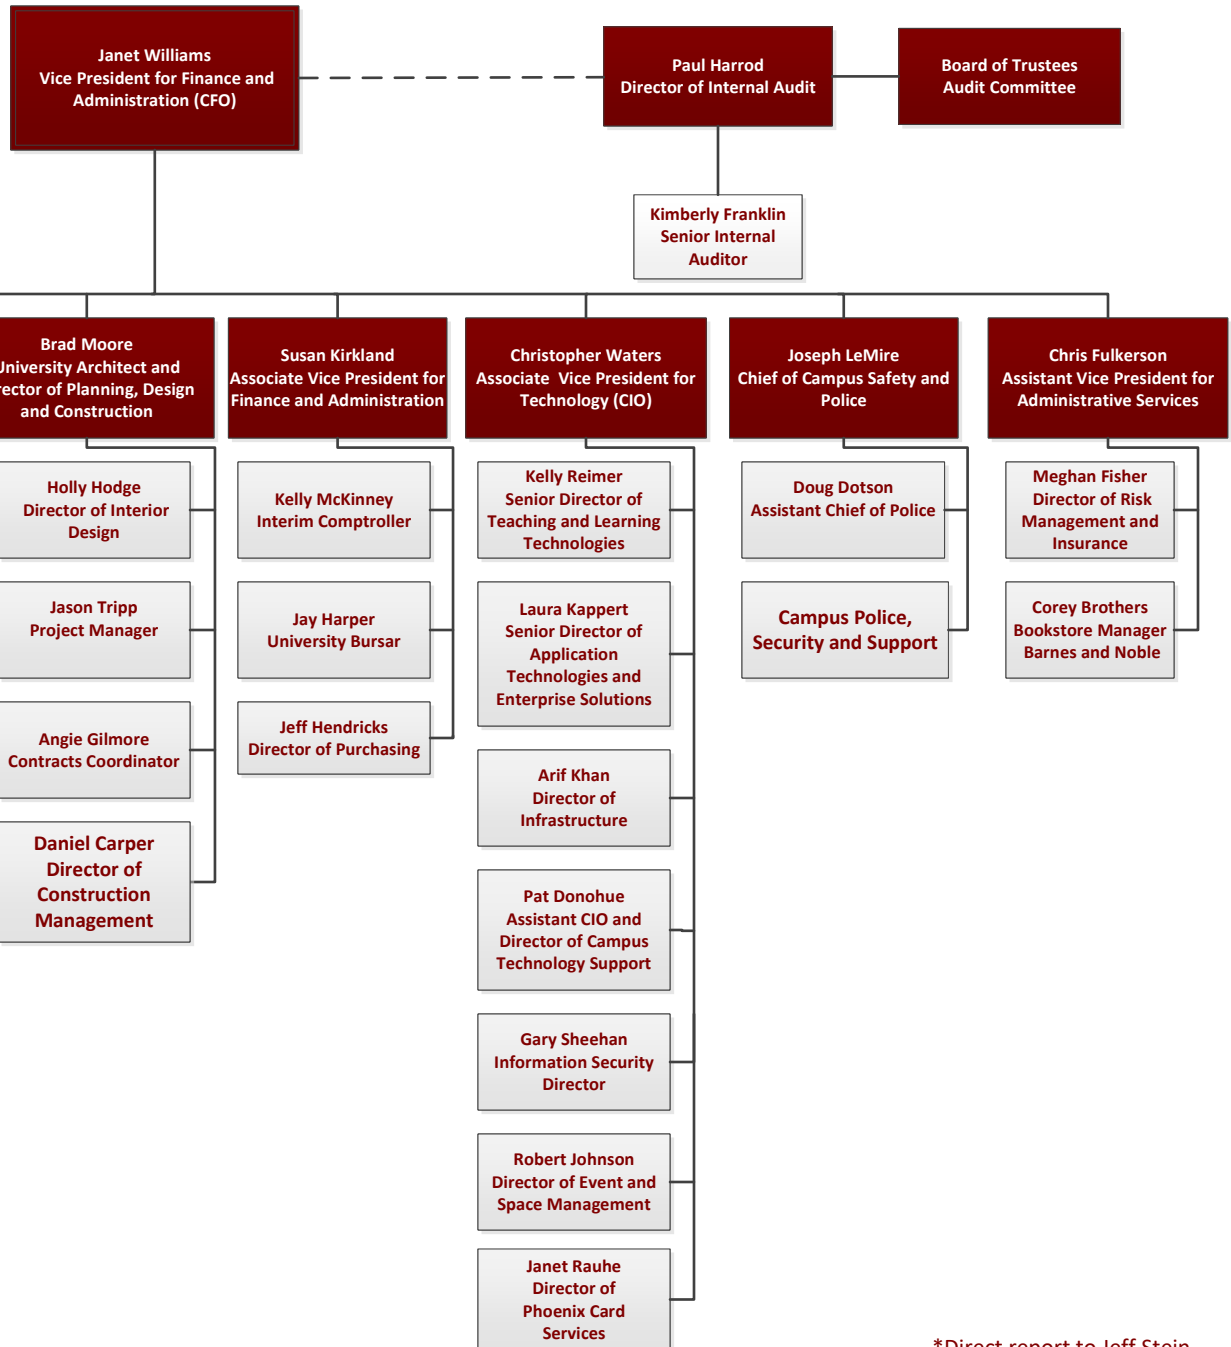 Janet Williams
Vice President for Finance and
Administration (CFO)
Paul Harrod
Director of Internal Audit
Board of Trustees
Audit Committee
Kimberly Franklin
Senior Internal
Auditor
Brad Moore
University Architect and
Director of Planning, Design
and Construction
Susan Kirkland
Associate Vice President for
Finance and Administration
Christopher Waters
Associate Vice President for
Technology (CIO)
Joseph LeMire
Chief of Campus Safety and
Police
Chris Fulkerson
Assistant Vice President for
Administrative Services
Holly Hodge
Director of Interior
Design
Jason Tripp
Project Manager
Angie Gilmore
Contracts Coordinator
Daniel Carper
Director of
Construction
Management
Kelly McKinney
Interim Comptroller
Jay Harper
University Bursar
Jeff Hendricks
Director of Purchasing
Kelly Reimer
Senior Director of
Teaching and Learning
Technologies
Laura Kappert
Senior Director of
Application
Technologies and
Enterprise Solutions
Arif Khan
Director of
Infrastructure
Pat Donohue
Assistant CIO and
Director of Campus
Technology Support
Gary Sheehan
Information Security
Director
Robert Johnson
Director of Event and
Space Management
Janet Rauhe
Director of
Phoenix Card
Services
Doug Dotson
Assistant Chief of Police
Campus Police,
Security and Support
Meghan Fisher
Director of Risk
Management and
Insurance
Corey Brothers
Bookstore Manager
Barnes and Noble
*Direct report to Jeff Stein